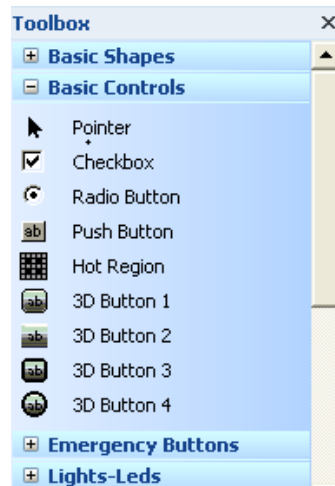 Toolbox
Basic Shapes
Basic Controls
Pointer
Checkbox
Radio Button
ab Push Button
Hot Region
ab 3D Button 1
ab 3D Button 2
ab 3D Button 3
ab 3D Button 4
Emergency Buttons
Lights-Leds